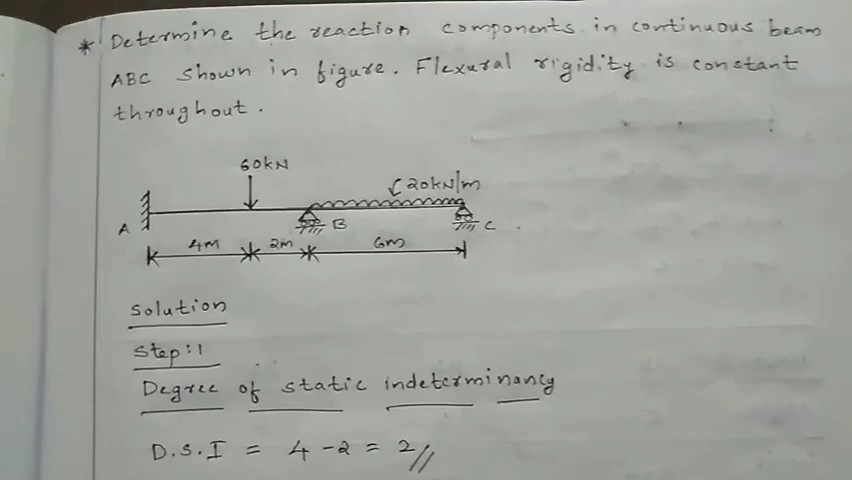 * Determine the reaction components in continuous beam
ABC shown in figure. Flexural rigidity is constant
throughout.
60kN
20kN/m
A
B
C
4m
2m
6m
Solution
Step:1
Degree of static indeterminancy
D.S.I = 4-2 = 2//